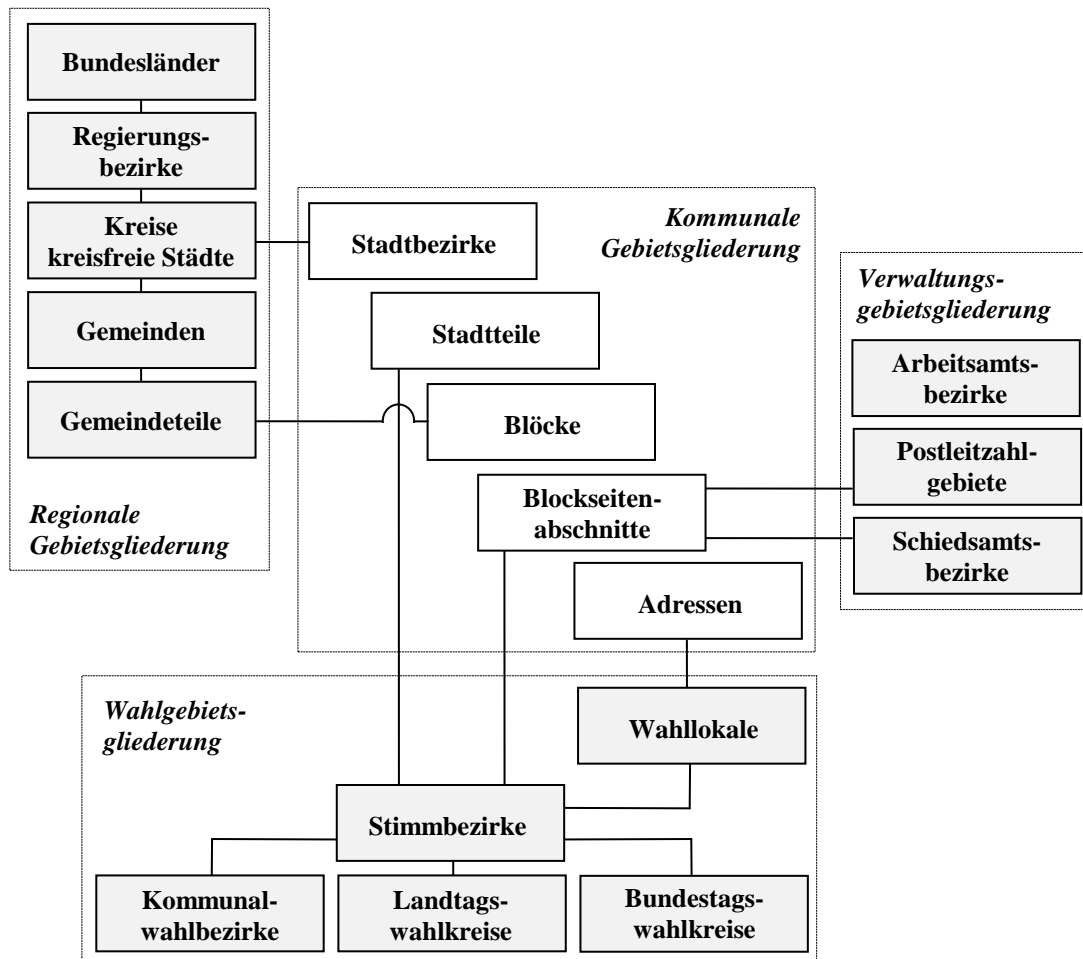 Bundesländer
Regierungs-
bezirke
Kreise
kreisfreie Städte
Gemeinden
Gemeindeteile
Regionale
Gebietsgliederung
Kommunale
Gebietsgliederung
Stadtbezirke
Stadtteile
Blöcke
Blockseiten-
abschnitte
Adressen
Verwaltungs-
gebietsgliederung
Arbeitsamts-
bezirke
Postleitzahl-
gebiete
Schiedsamts-
bezirke
Wahlgebiets-
gliederung
Wahllokale
Stimmbezirke
Kommunal-
wahlbezirke
Landtags-
wahlkreise
Bundestags-
wahlkreise